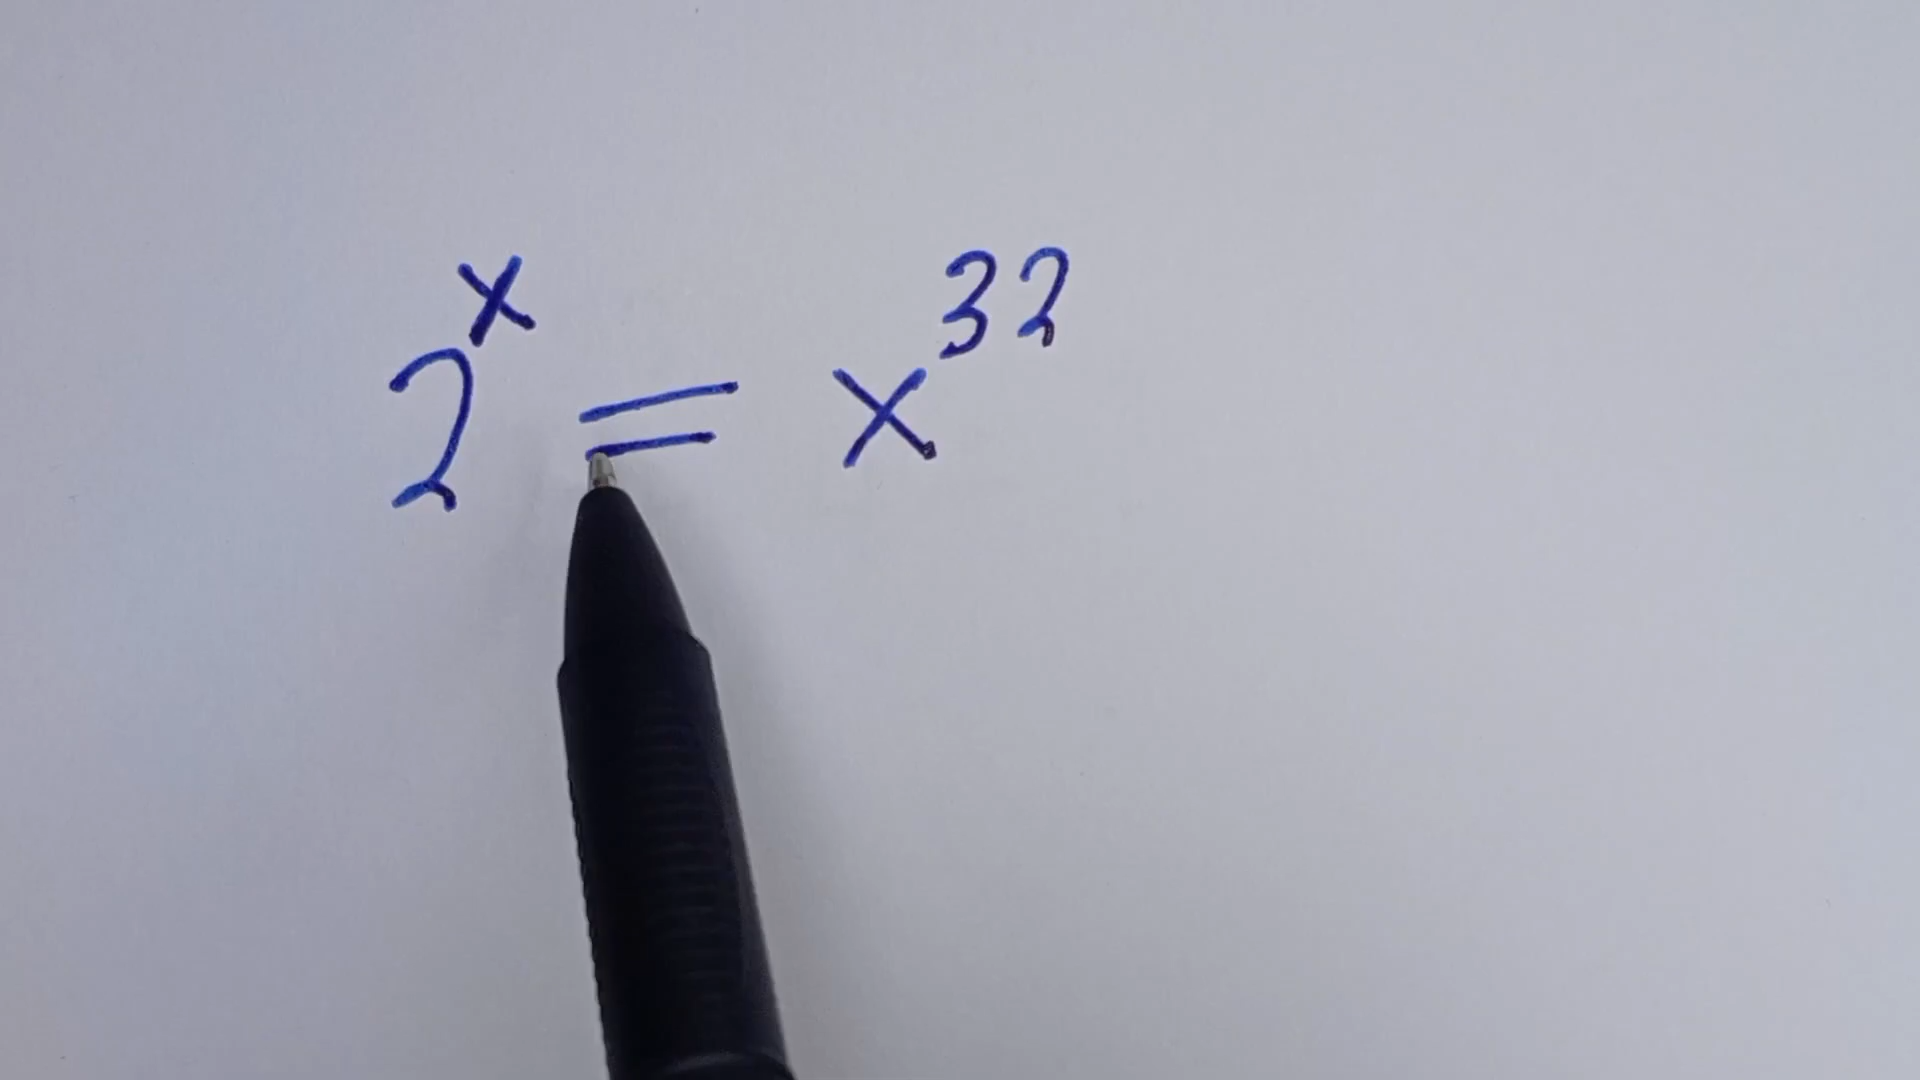 2^x = x^32